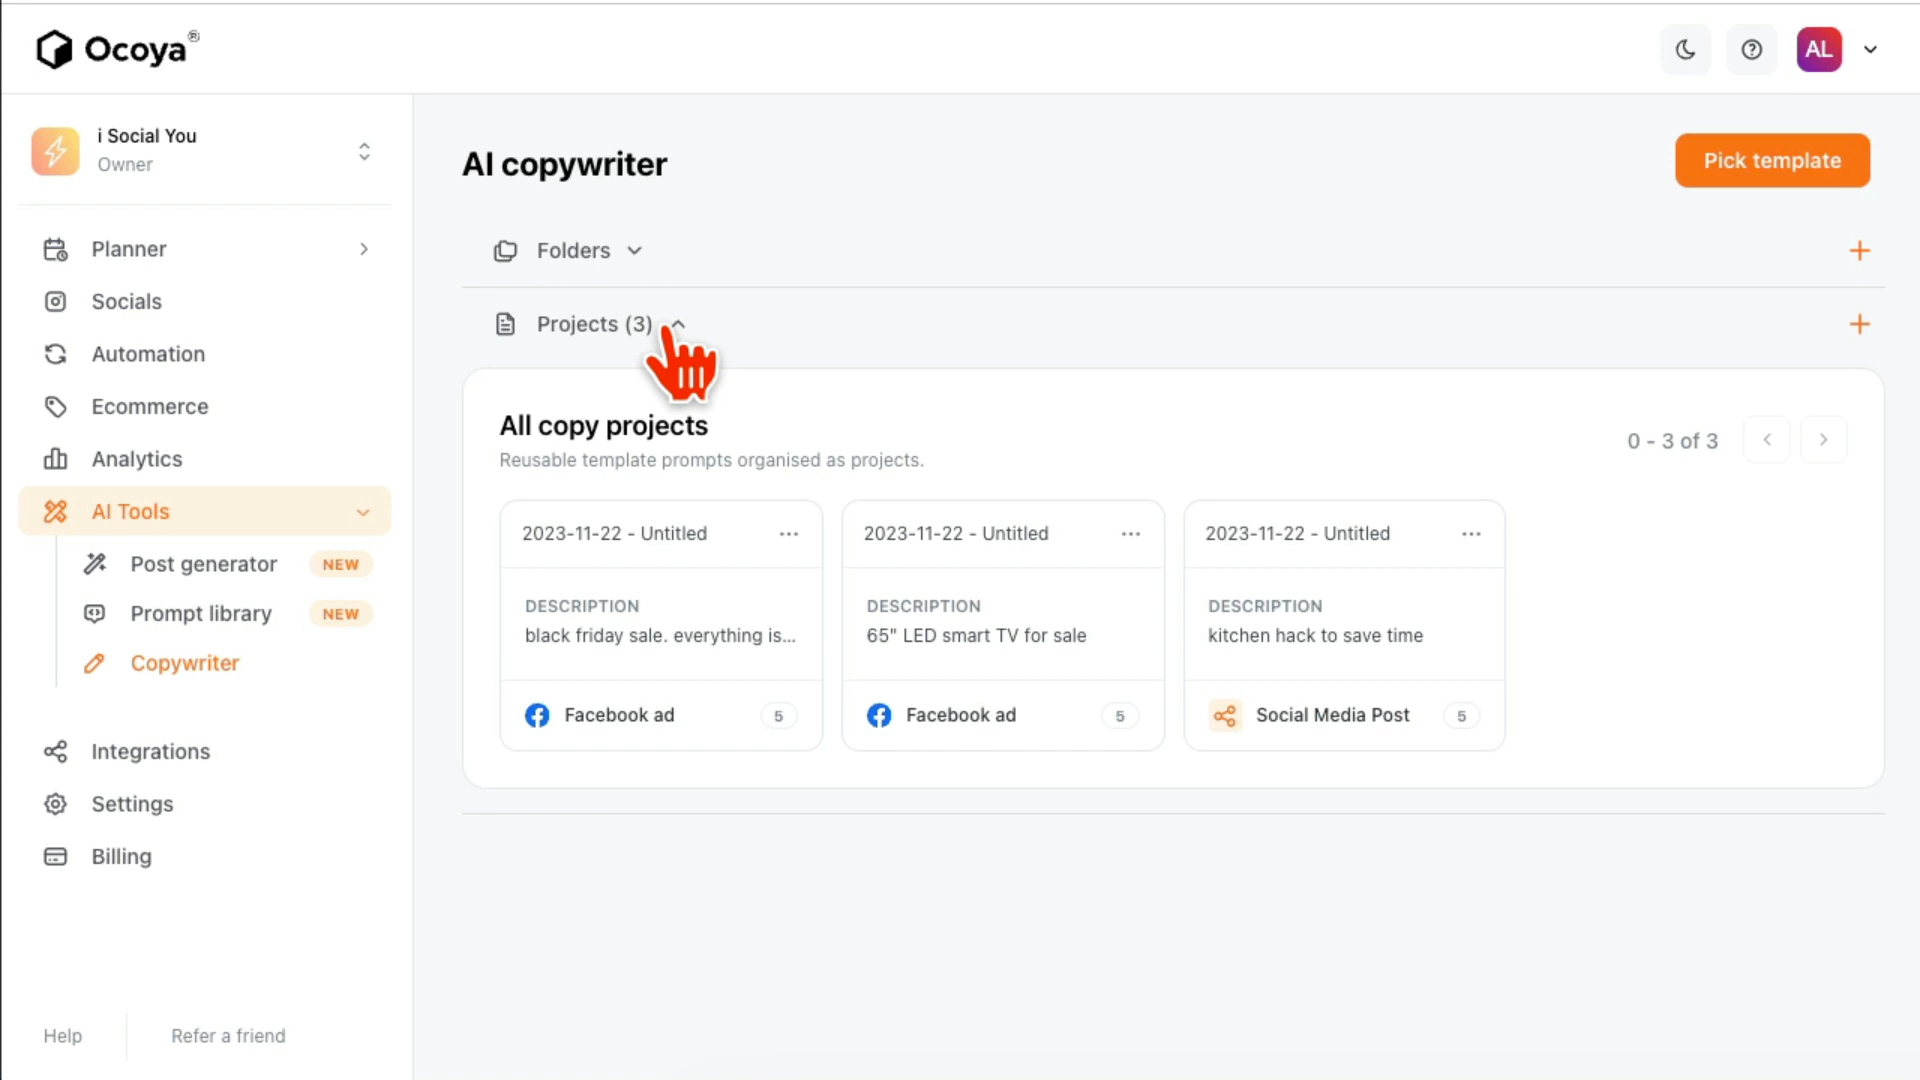 Ocoya®
AL
i Social You
Owner
Planner
Socials
Automation
Ecommerce
Analytics
AI Tools
Post generator NEW
Prompt library NEW
Copywriter
Integrations
Settings
Billing
Help
Refer a friend
AI copywriter
Pick template
Folders
Projects (3)
All copy projects
Reusable template prompts organised as projects.
0 - 3 of 3
2023-11-22 - Untitled
DESCRIPTION
black friday sale. everything is...
Facebook ad 5
2023-11-22 - Untitled
DESCRIPTION
65" LED smart TV for sale
Facebook ad 5
2023-11-22 - Untitled
DESCRIPTION
kitchen hack to save time
Social Media Post 5